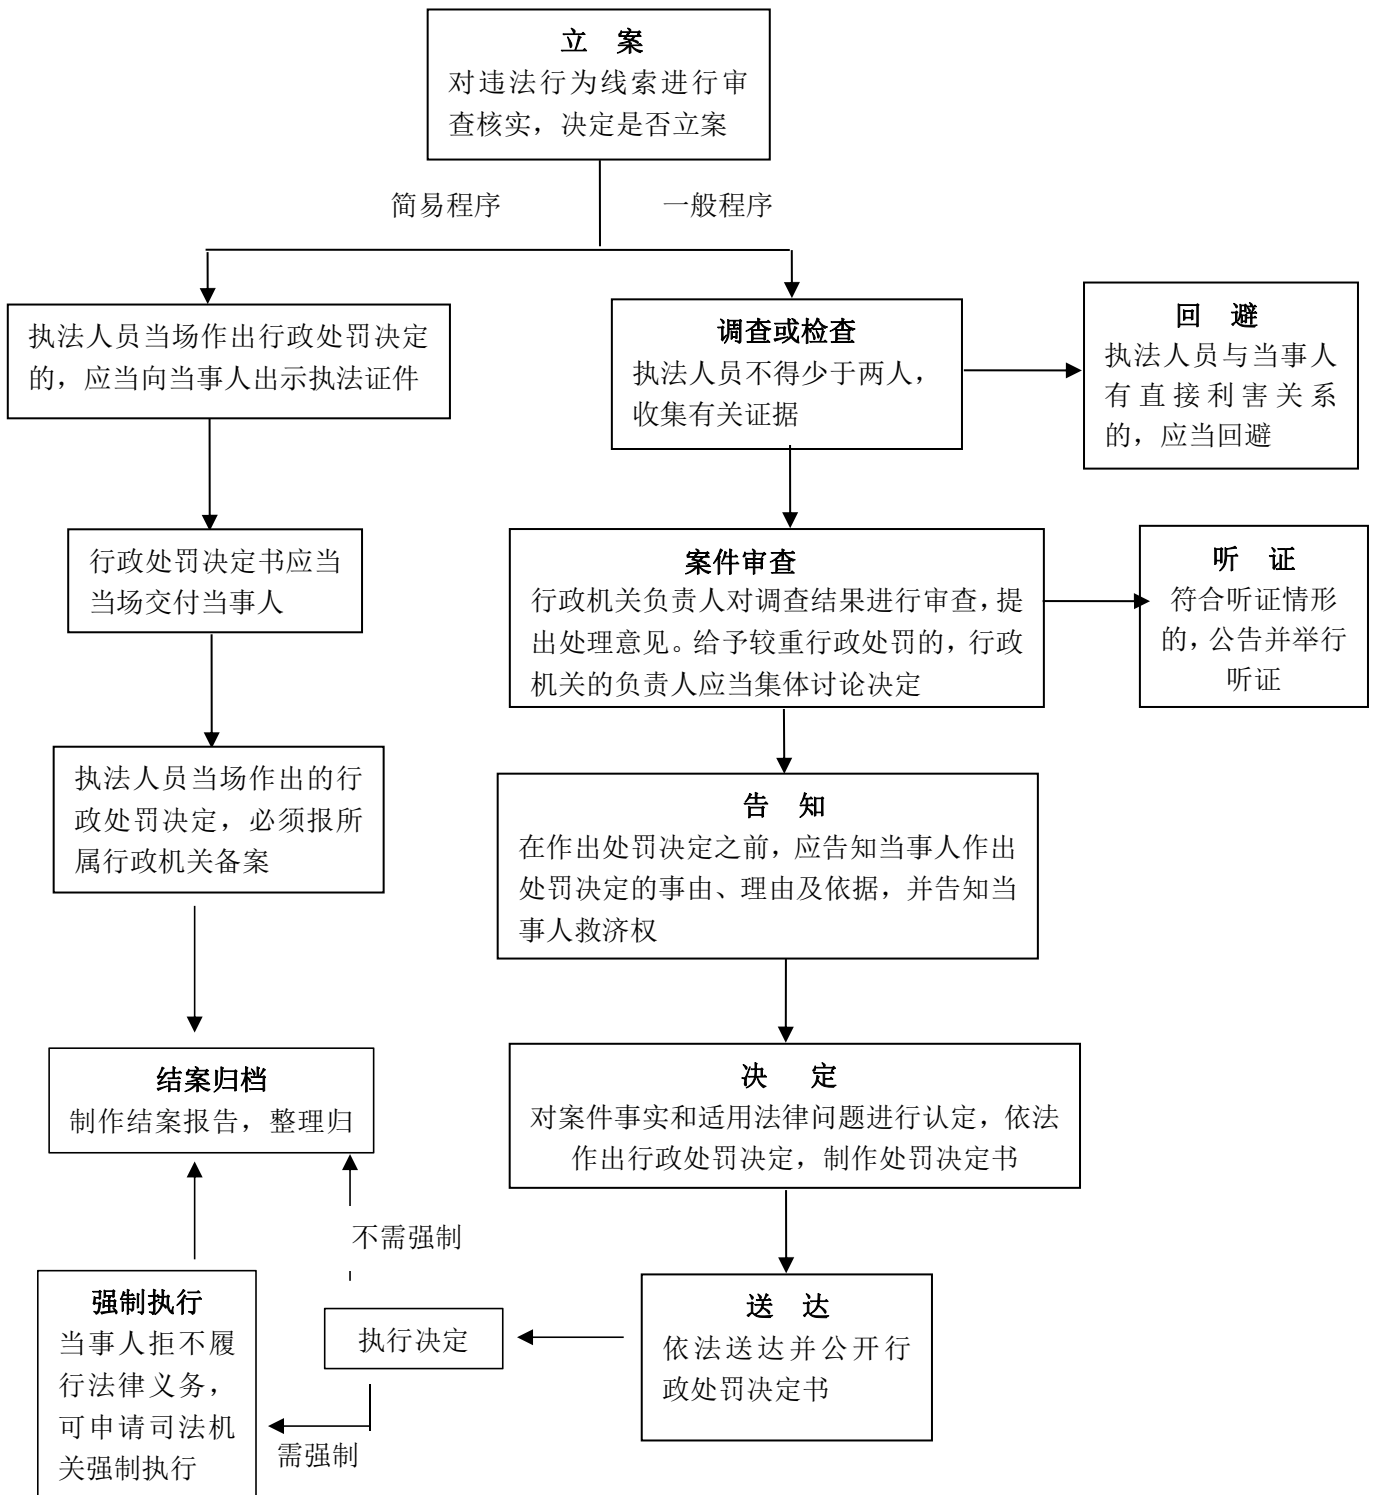 立　案
对违法行为线索进行审
查核实，决定是否立案
简易程序
一般程序
执法人员当场作出行政处罚决定
的，应当向当事人出示执法证件
调查或检查
执法人员不得少于两人，
收集有关证据
回　避
执法人员与当事人
有直接利害关系
的，应当回避
行政处罚决定书应当
当场交付当事人
案件审查
行政机关负责人对调查结果进行审查，提
出处理意见。给予较重行政处罚的，行政
机关的负责人应当集体讨论决定
听　证
符合听证情形
的，公告并举行
听证
执法人员当场作出的行
政处罚决定，必须报所
属行政机关备案
告　知
在作出处罚决定之前，应告知当事人作出
处罚决定的事由、理由及依据，并告知当
事人救济权
结案归档
制作结案报告，整理归
决　定
对案件事实和适用法律问题进行认定，依法
作出行政处罚决定，制作处罚决定书
不需强制
强制执行
当事人拒不履
行法律义务，
可申请司法机
关强制执行
执行决定
需强制
送　达
依法送达并公开行
政处罚决定书